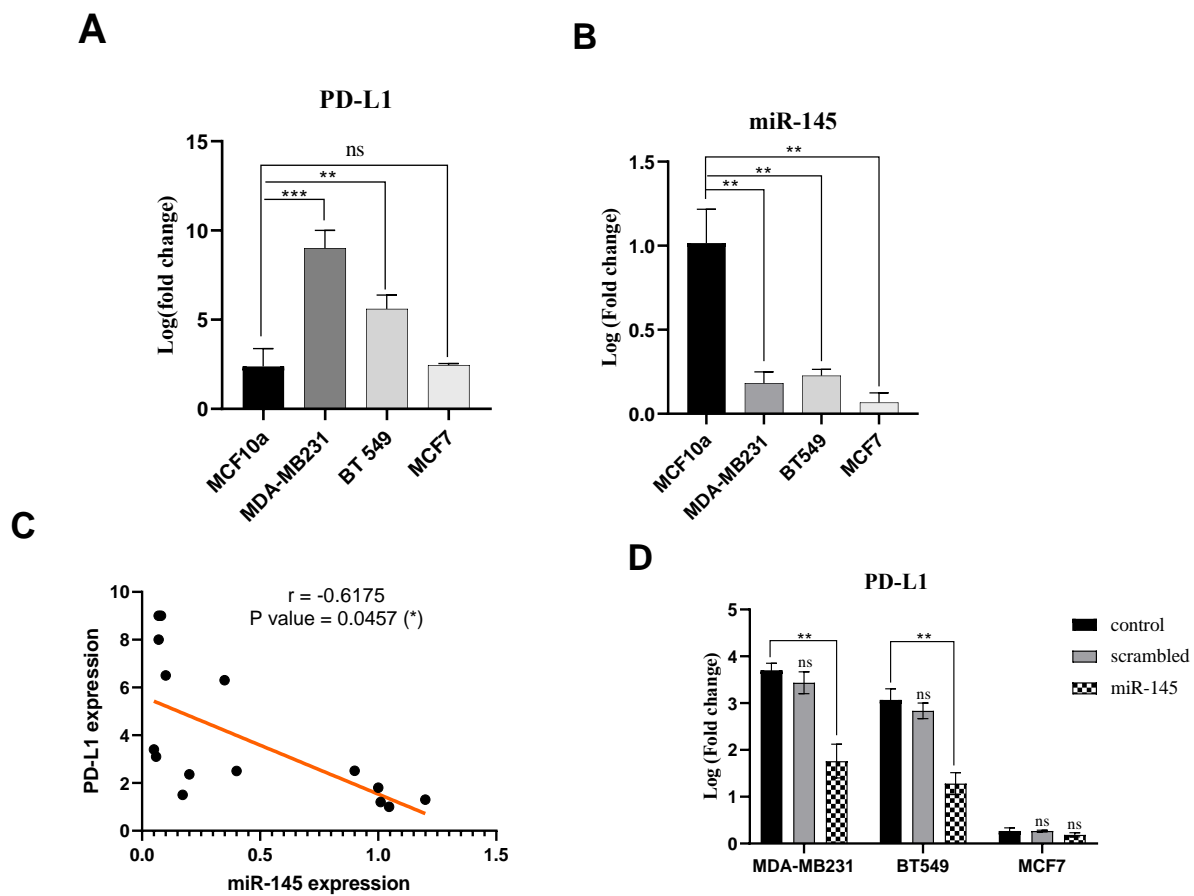 A
PD-L1
Log(fold change)
15
10
5
0
ns
**
***
MCF10a
MDA-MB231
BT 549
MCF7
B
miR-145
Log (Fold change)
1.5
1.0
0.5
0.0
**
**
**
MCF10a
MDA-MB231
BT549
MCF7
C
r = -0.6175
P value = 0.0457 (*)
PD-L1 expression
10
8
6
4
2
0
0.0
0.5
1.0
1.5
miR-145 expression
D
PD-L1
Log (Fold change)
5
4
3
2
1
0
**
ns
**
ns
ns
ns
MDA-MB231
BT549
MCF7
control
scrambled
miR-145